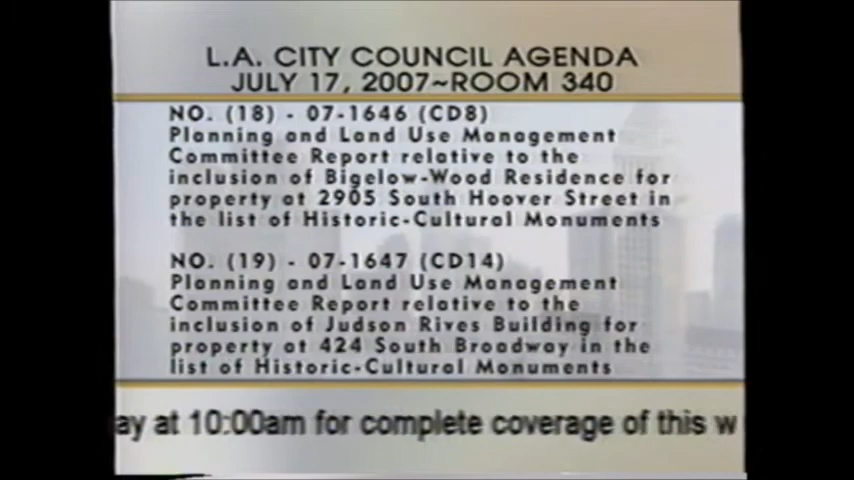 L.A. CITY COUNCIL AGENDA
JULY 17, 2007~ROOM 340
NO. (18) - 07-1646 (CD8)
Planning and Land Use Management
Committee Report relative to the
inclusion of Bigelow-Wood Residence for
property at 2905 South Hoover Street in
the list of Historic-Cultural Monuments
NO. (19) - 07-1647 (CD14)
Planning and Land Use Management
Committee Report relative to the
inclusion of Judson Rives Building for
property at 424 South Broadway in the
list of Historic-Cultural Monuments
ay at 10:00am for complete coverage of this w